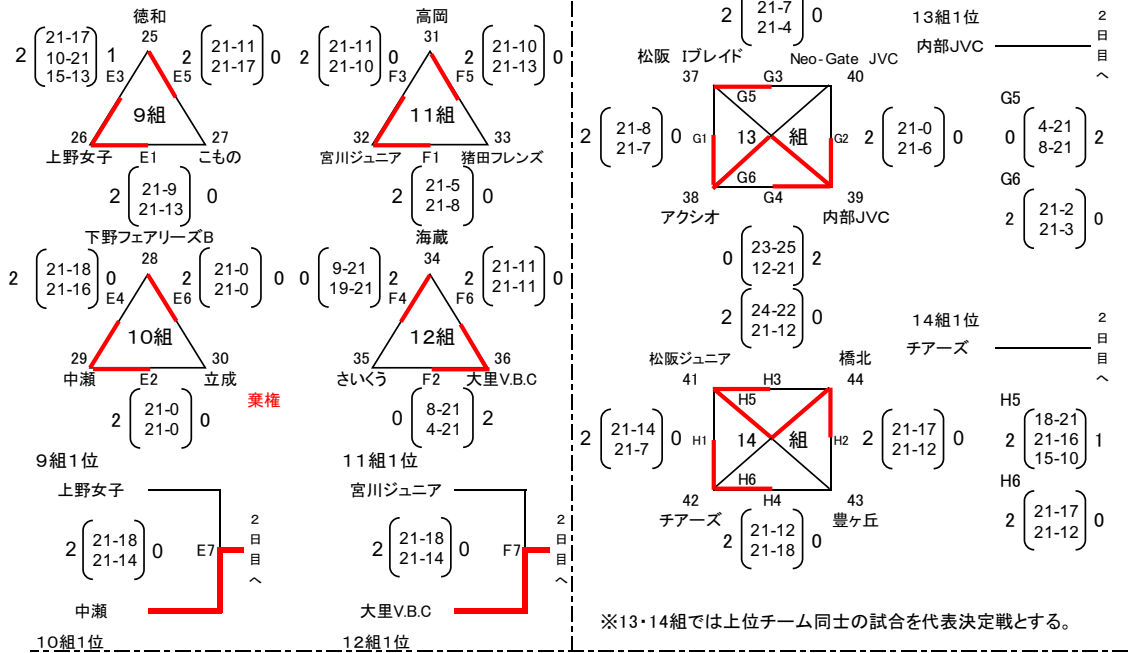 徳和
25
2
21-17
10-21
15-13
1
E3
E5
2
21-11
21-17
0
9組
26
27
上野女子
E1
こもの
2
21-9
21-13
0
高岡
31
2
21-11
21-10
0
F3
F5
2
21-10
21-13
0
11組
32
33
宮川ジュニア
F1
猪田フレンズ
2
21-5
21-8
0
下野フェアリーズB
28
2
21-18
21-16
0
E4
E6
2
21-0
21-0
0
10組
29
30
中瀬
E2
立成
棄権
2
21-0
21-0
0
海蔵
34
0
9-21
19-21
2
F4
F6
2
21-11
21-11
0
12組
35
36
さいくう
F2
大里V.B.C
0
8-21
4-21
2
9組1位
上野女子
2
21-18
21-14
0
E7
2日目へ
中瀬
10組1位
11組1位
宮川ジュニア
2
21-18
21-14
0
F7
2日目へ
大里V.B.C
12組1位
2
21-7
21-4
0
松阪 Iブレイド
Neo-Gate JVC
37
G3
40
G5
2
21-8
21-7
0
G1
13 組
G2
2
21-0
21-6
0
G6
38
G4
39
アクシオ
内部JVC
0
23-25
12-21
2
13組1位
内部JVC
2日目へ
G5
0
4-21
8-21
2
G6
2
21-2
21-3
0
2
24-22
21-12
0
松阪ジュニア
橋北
41
H3
44
H5
2
21-14
21-7
0
H1
14 組
H2
2
21-17
21-12
0
H6
42
H4
43
チアーズ
豊ヶ丘
2
21-12
21-18
0
14組1位
チアーズ
2日目へ
H5
2
18-21
21-16
15-10
1
H6
2
21-17
21-12
0
※13・14組では上位チーム同士の試合を代表決定戦とする。